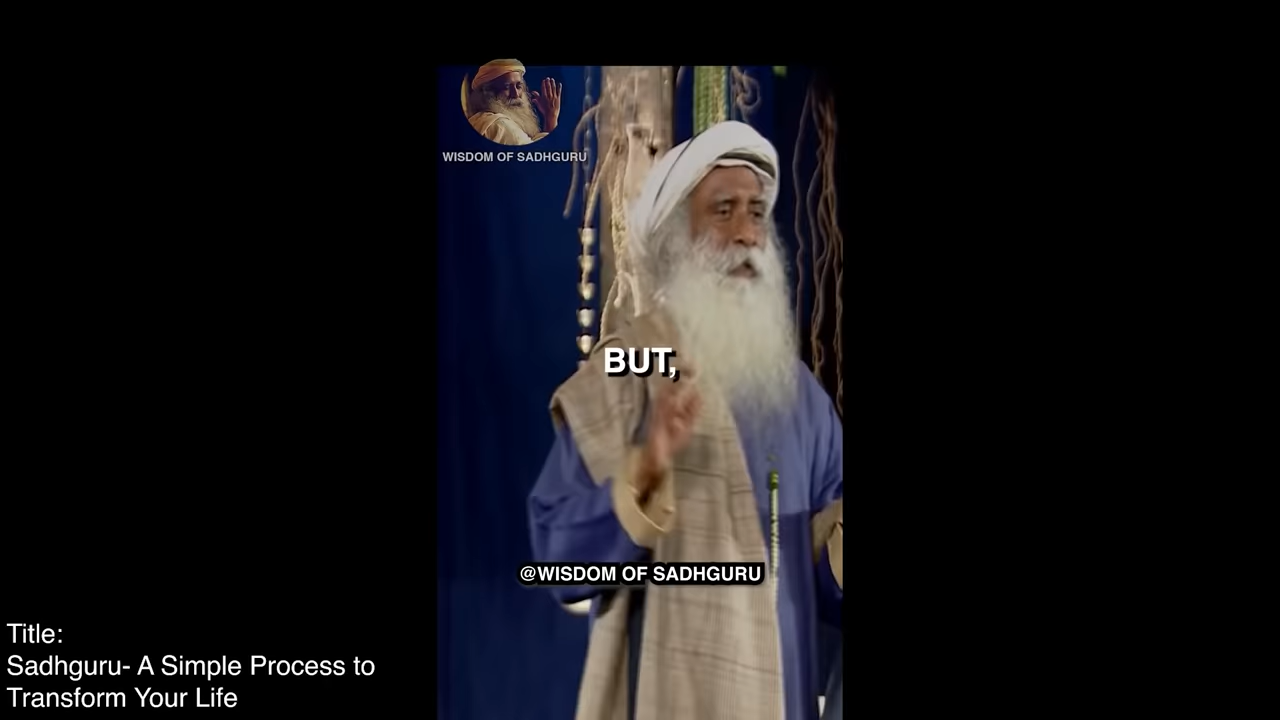 WISDOM OF SADHGURU
BUT,
@WISDOM OF SADHGURU
Title:
Sadhguru- A Simple Process to
Transform Your Life